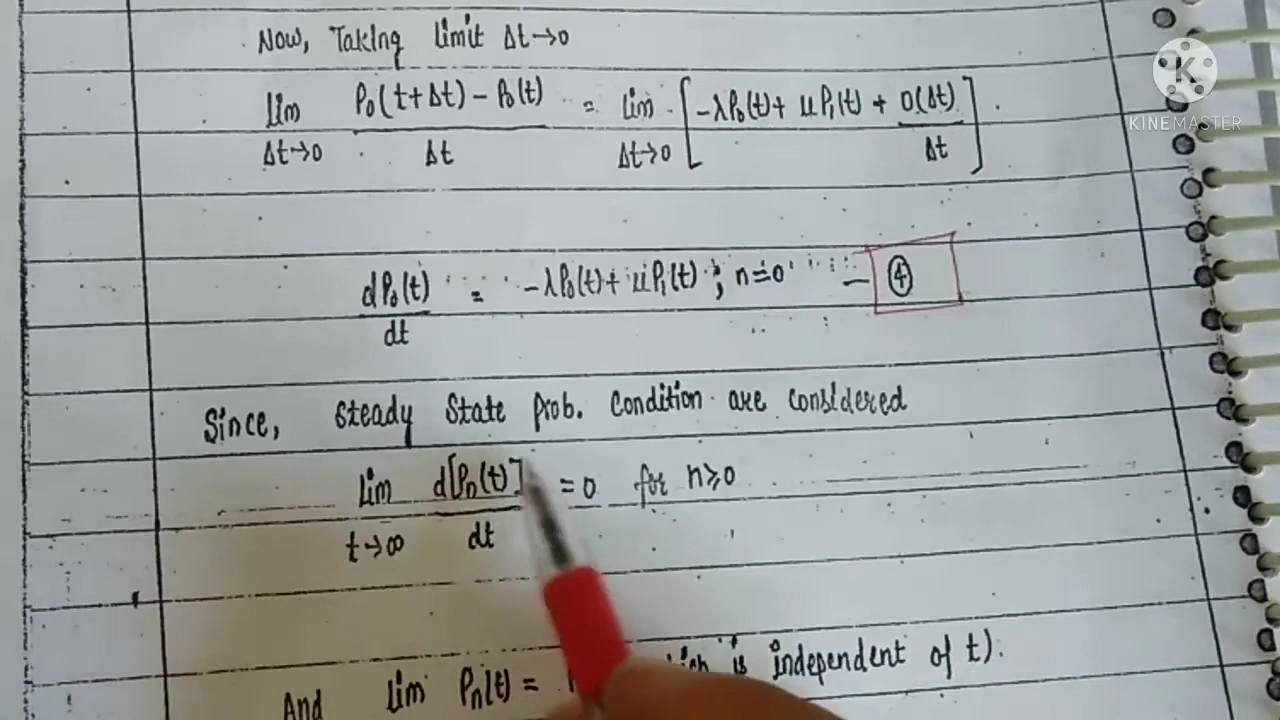 Now, Taking limit Δt→0
K
KINEMASTER
lim P₀(t+Δt) - P₀(t) = lim [-λP₀(t) + μP₁(t) + O(Δt)].
Δt→0 Δt Δt→0 Δt
dP₀(t) = -λP₀(t) + μP₁(t); n=0 — ④
dt
Since, Steady State Prob. Condition are considered
lim d[Pₙ(t)] = 0 for n≥0
t→∞ dt
And lim Pₙ(t) = is independent of t).